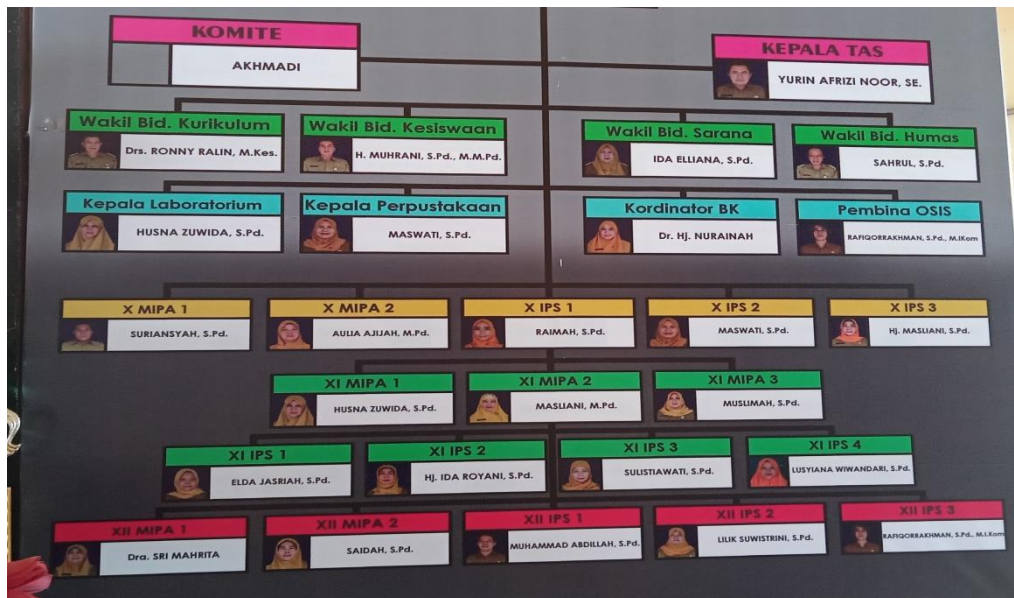 KOMITE
AKHMADI
KEPALA TAS
YURIN AFRIZI NOOR, SE.
Wakil Bid. Kurikulum
Drs. RONNY RALIN, M.Kes.
Wakil Bid. Kesiswaan
H. MUHRANI, S.Pd., M.M.Pd.
Wakil Bid. Sarana
IDA ELLIANA, S.Pd.
Wakil Bid. Humas
SAHRUL, S.Pd.
Kepala Laboratorium
HUSNA ZUWIDA, S.Pd.
Kepala Perpustakaan
MASWATI, S.Pd.
Kordinator BK
Dr. Hj. NURAINAH
Pembina OSIS
RAFIQORRAKHMAN, S.Pd., M.IKom
X MIPA 1
SURIANSYAH, S.Pd.
X MIPA 2
AULIA AJIJAH, M.Pd.
X IPS 1
RAIMAH, S.Pd.
X IPS 2
MASWATI, S.Pd.
X IPS 3
Hj. MASLIANI, S.Pd.
XI MIPA 1
HUSNA ZUWIDA, S.Pd.
XI MIPA 2
MASLIANI, M.Pd.
XI MIPA 3
MUSLIMAH, S.Pd.
XI IPS 1
ELDA JASRIAH, S.Pd.
XI IPS 2
Hj. IDA ROYANI, S.Pd.
XI IPS 3
SULISTIAWATI, S.Pd.
XI IPS 4
LUSYIANA WIWANDARI, S.Pd.
XII MIPA 1
Dra. SRI MAHRITA
XII MIPA 2
SAIDAH, S.Pd.
XII IPS 1
MUHAMMAD ABDILLAH, S.Pd.
XII IPS 2
LILIK SUWISTRINI, S.Pd.
XII IPS 3
RAFIQORRAKHMAN, S.Pd., M.I.Kom